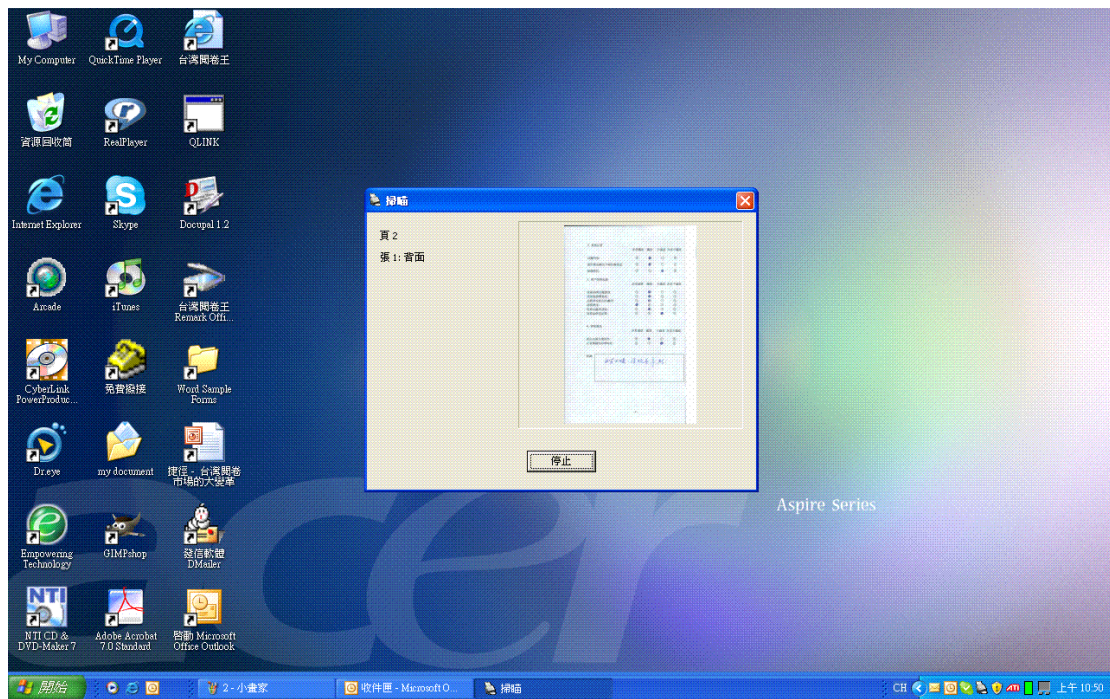 My Computer
QuickTime Player
台灣閱卷王
資源回收筒
RealPlayer
QLINK
Internet Explorer
Skype
Docupal 1.2
Arcade
iTunes
台灣閱卷王
Remark Offi...
CyberLink
PowerProduc...
免費撥接
Word Sample
Forms
Dr.eye
my document
捷徑 - 台灣閱卷
市場的大變革
Empowering
Technology
GIMPshop
發信軟體
DMailer
NTI CD &
DVD-Maker 7
Adobe Acrobat
7.0 Standard
啟動 Microsoft
Office Outlook
掃瞄
頁 2
張 1: 背面
停止
acer
Aspire Series
開始
2 - 小畫家
收件匣 - Microsoft O...
掃瞄
CH
上午 10:50